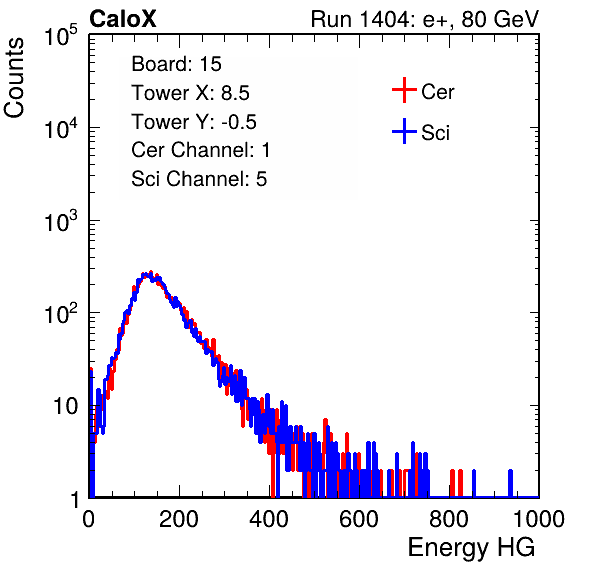 CaloX Run 1404: e+, 80 GeV
Counts
10^5
10^4
10^3
10^2
10
1
Board: 15
Tower X: 8.5
Tower Y: -0.5
Cer Channel: 1
Sci Channel: 5
Cer
Sci
0 200 400 600 800 1000
Energy HG